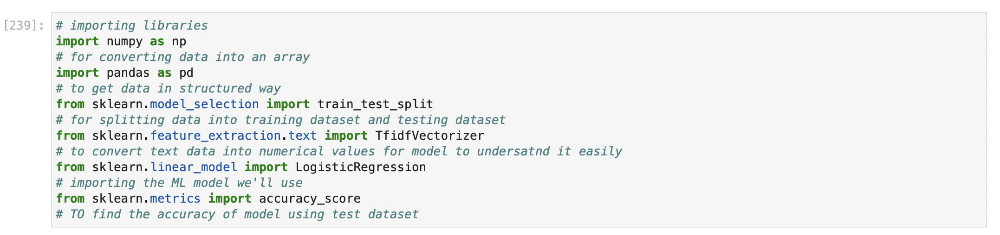 [239]: # importing libraries
import numpy as np
# for converting data into an array
import pandas as pd
# to get data in structured way
from sklearn.model_selection import train_test_split
# for splitting data into training dataset and testing dataset
from sklearn.feature_extraction.text import TfidfVectorizer
# to convert text data into numerical values for model to undersatnd it easily
from sklearn.linear_model import LogisticRegression
# importing the ML model we'll use
from sklearn.metrics import accuracy_score
# TO find the accuracy of model using test dataset